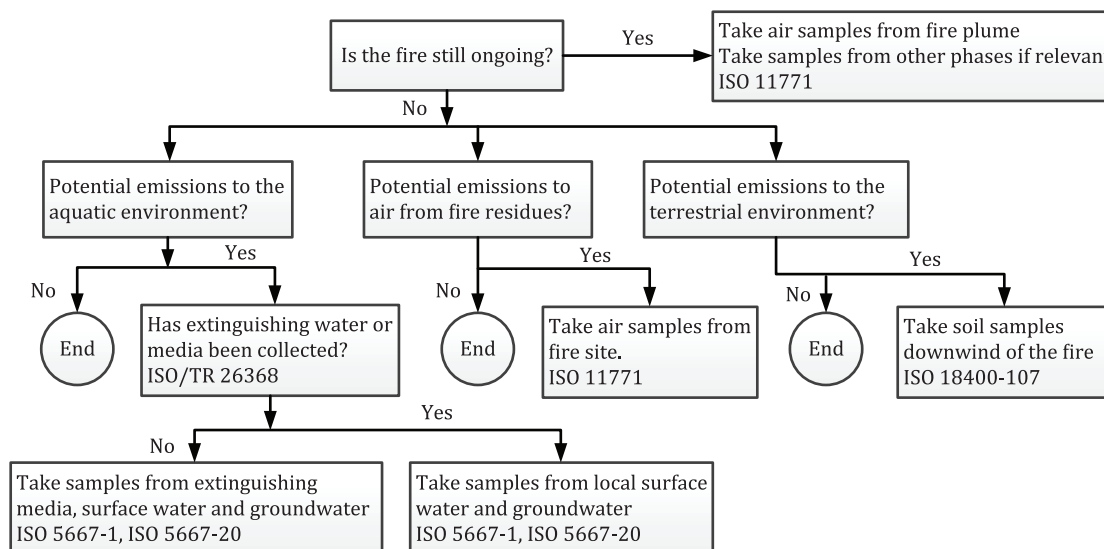 Is the fire still ongoing?
Yes
Take air samples from fire plume
Take samples from other phases if relevant
ISO 11771
No
Potential emissions to the
aquatic environment?
Potential emissions to
air from fire residues?
Potential emissions to the
terrestrial environment?
Yes
No
End
Has extinguishing water or
media been collected?
ISO/TR 26368
Yes
No
End
Take air samples from
fire site.
ISO 11771
Yes
No
End
Take soil samples
downwind of the fire
ISO 18400-107
Yes
No
Take samples from extinguishing
media, surface water and groundwater
ISO 5667-1, ISO 5667-20
Take samples from local surface
water and groundwater
ISO 5667-1, ISO 5667-20